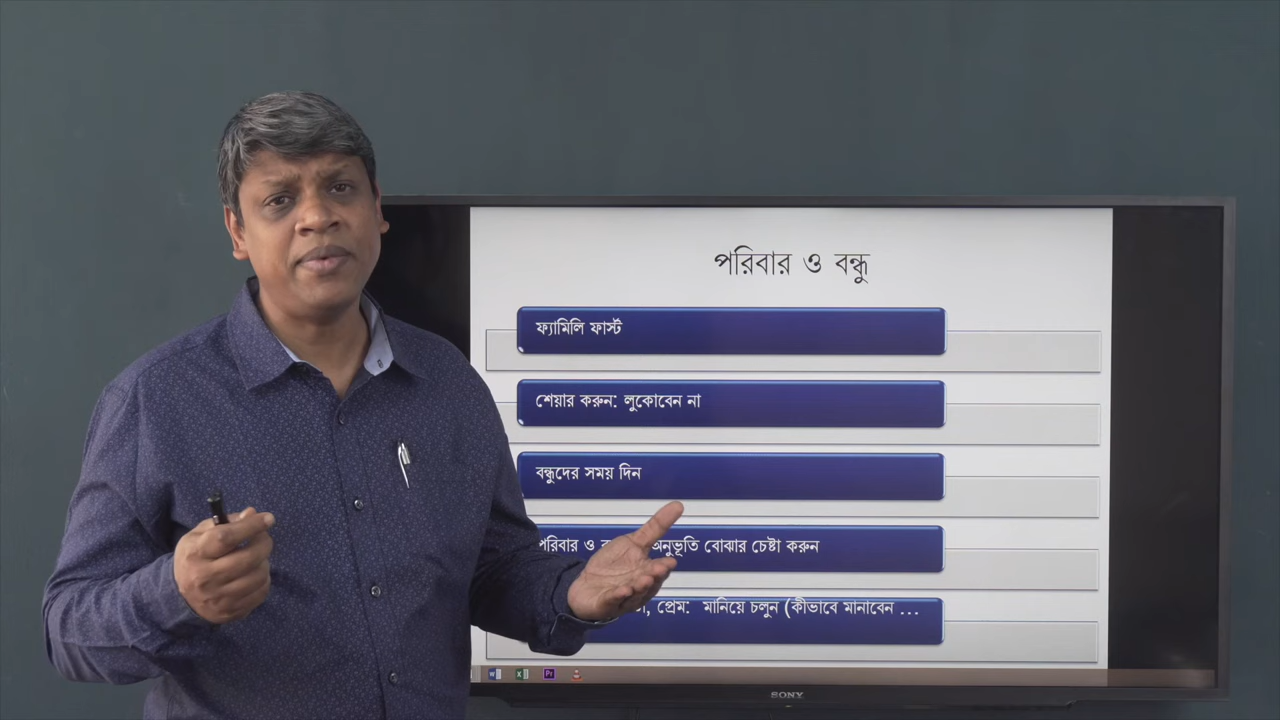 পরিবার ও বন্ধু
ফ্যামিলি ফার্স্ট
শেয়ার করুন: লুকোবেন না
বন্ধুদের সময় দিন
পরিবার ও অনুভূতি বোঝার চেষ্টা করুন
প্রেম: মানিয়ে চলুন (কীভাবে মানাবেন ...
SONY